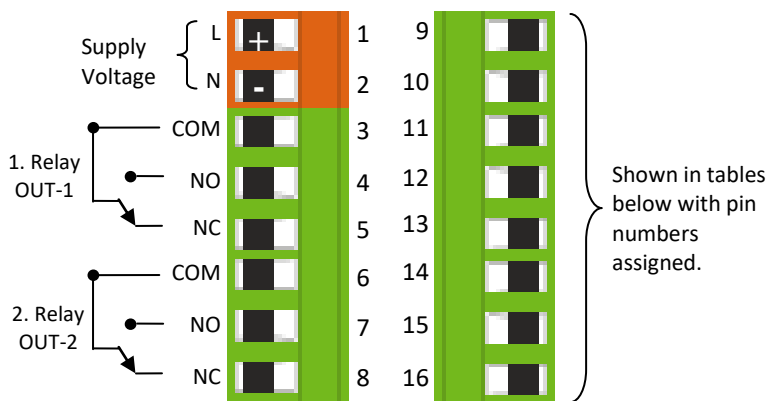 Supply
Voltage
L + 1
N - 2
1. Relay
OUT-1
COM 3
NO 4
NC 5
2. Relay
OUT-2
COM 6
NO 7
NC 8
9
10
11
12
13
14
15
16
Shown in tables
below with pin
numbers
assigned.